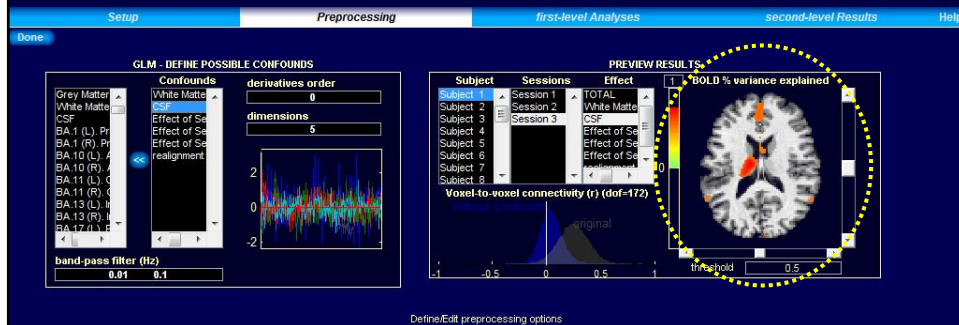 Setup Preprocessing first-level Analyses second-level Results Help
Done
GLM - DEFINE POSSIBLE CONFOUNDS
Confounds
Grey Matter
White Matte
CSF
BA.1 (L). Pr
BA.1 (R). Pr
BA.10 (L). A
BA.10 (R). A
BA.11 (L). O
BA.11 (R). O
BA.13 (L). In
BA.13 (R). In
BA.17 (L). P
<<
White Matte
CSF
Effect of Se
Effect of Se
Effect of Se
realignment
derivatives order
0
dimensions
5
2
0
-2
band-pass filter (Hz)
0.01 0.1
PREVIEW RESULTS
Subject Sessions Effect
Subject 1
Subject 2
Subject 3
Subject 4
Subject 5
Subject 6
Subject 7
Subject 8
Session 1
Session 2
Session 3
TOTAL
White Matte
CSF
Effect of Se
Effect of Se
Effect of Se
realignment
1
0
BOLD % variance explained
Voxel-to-voxel connectivity (r) (dof=172)
original
-1 -0.5 0 0.5 1
threshold 0.5
Define/Edit preprocessing options